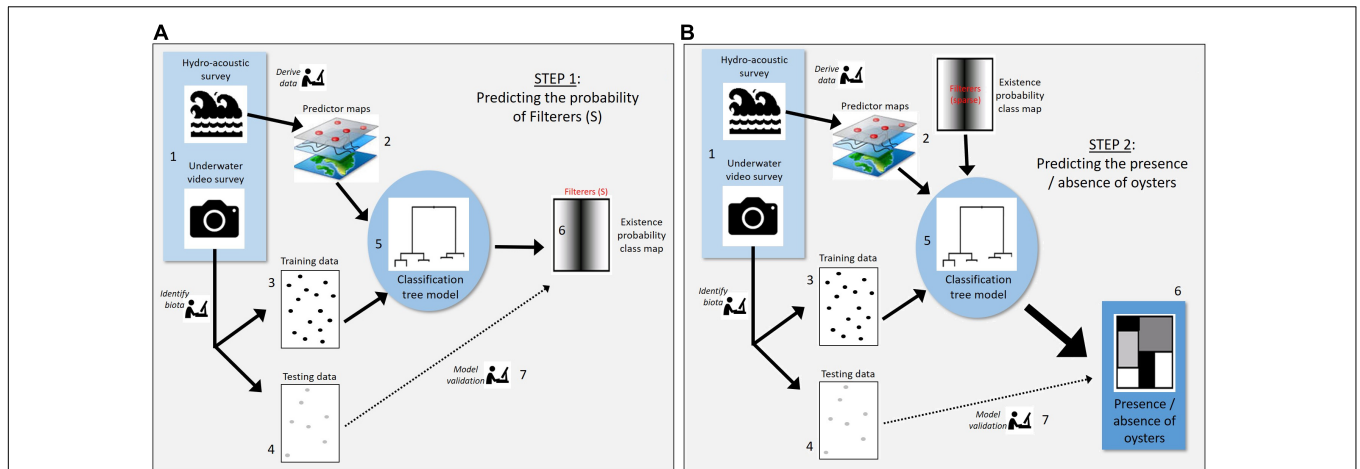 A
Hydro-acoustic
survey
Derive
data
STEP 1:
Predicting the probability
of Filterers (S)
Predictor maps
2
1
Underwater
video survey
Filterers (S)
6
Existence
probability
class map
5
Classification
tree model
Training data
3
Identify
biota
Model
validation
7
Testing data
4
B
Hydro-acoustic
survey
Derive
data
Filterers
(sparse)
Existence
probability
class map
Predictor maps
2
1
STEP 2:
Predicting the presence
/ absence of oysters
Underwater
video survey
5
Classification
tree model
Training data
3
Identify
biota
6
Testing data
4
Model
validation
7
Presence /
absence of
oysters